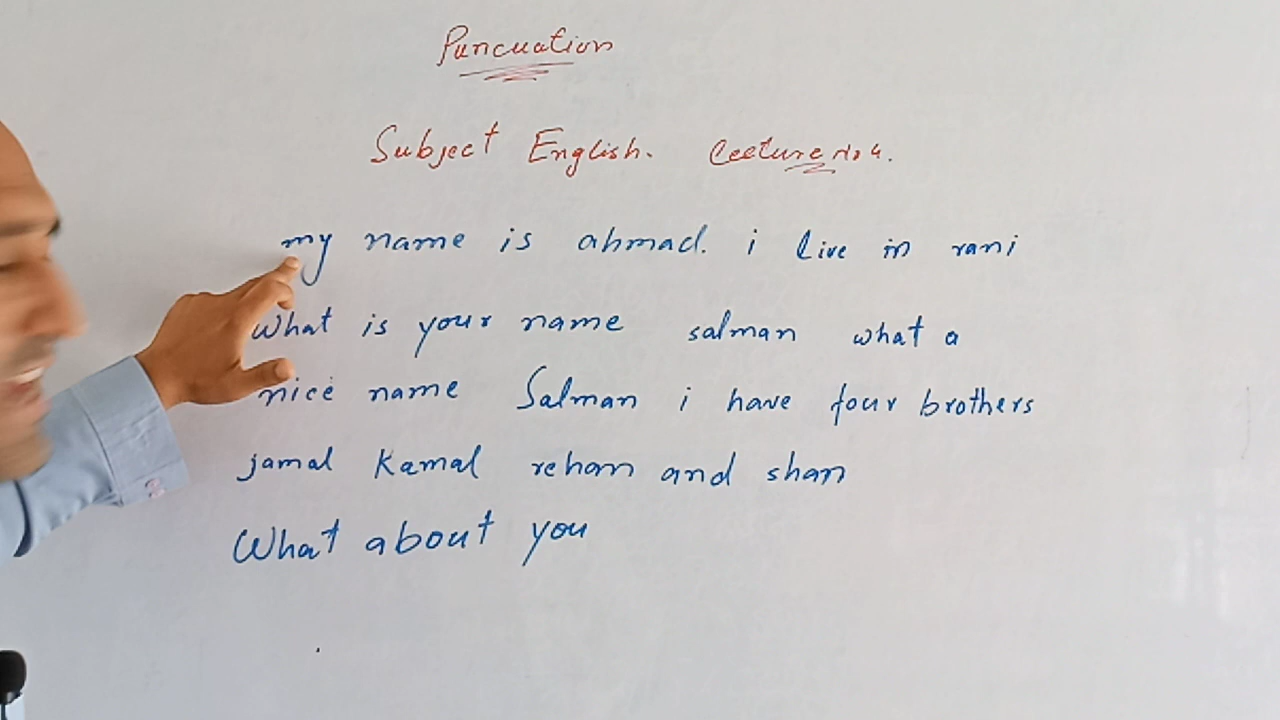 Puncuation
Subject English. Lecture No 4.
my name is ahmad. i live in rani
What is your name salman what a
nice name Salman i have four brothers
jamal Kamal rehan and shan
What about you